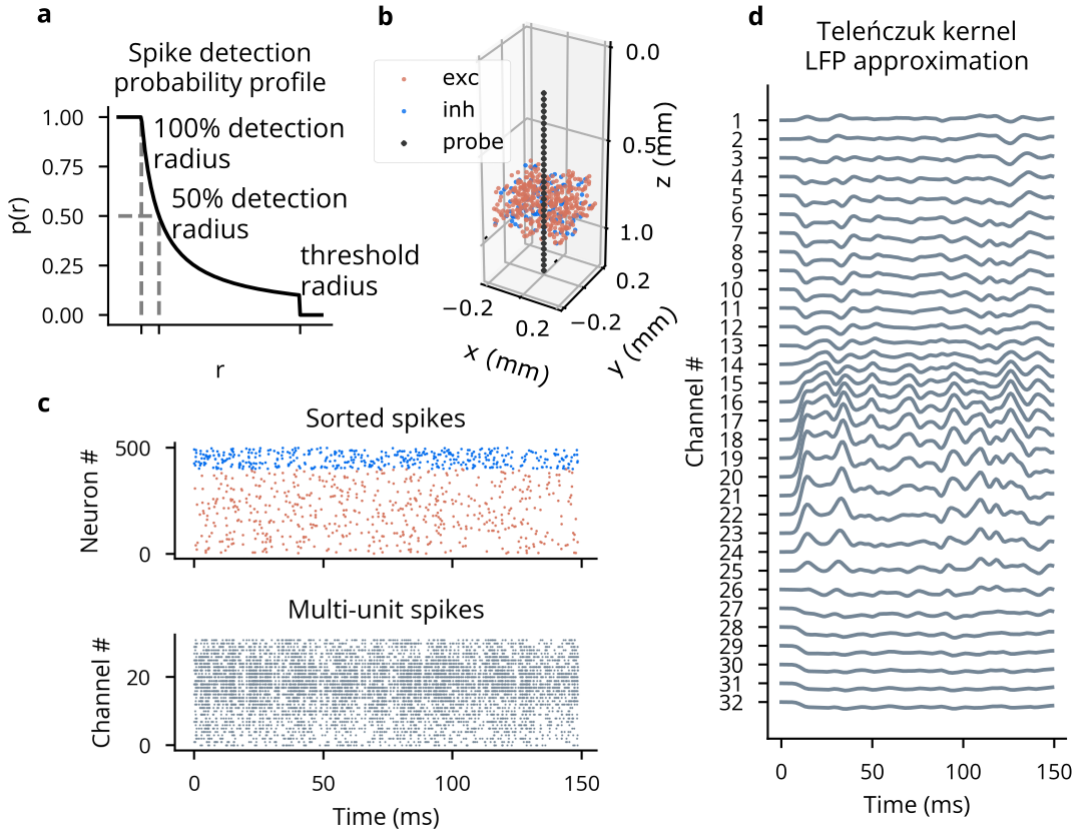 a
Spike detection
probability profile
1.00
0.75
0.50
0.25
0.00
p(r)
100% detection
radius
50% detection
radius
threshold
radius
r
b
exc
inh
probe
0.0
0.5
1.0
z (mm)
−0.2
0.2
x (mm)
−0.2
0.2
y (mm)
c
Sorted spikes
500
0
Neuron #
Multi-unit spikes
20
0
Channel #
0
50
100
150
Time (ms)
d
Teleńczuk kernel
LFP approximation
Channel #
1
2
3
4
5
6
7
8
9
10
11
12
13
14
15
16
17
18
19
20
21
22
23
24
25
26
27
28
29
30
31
32
0
50
100
150
Time (ms)